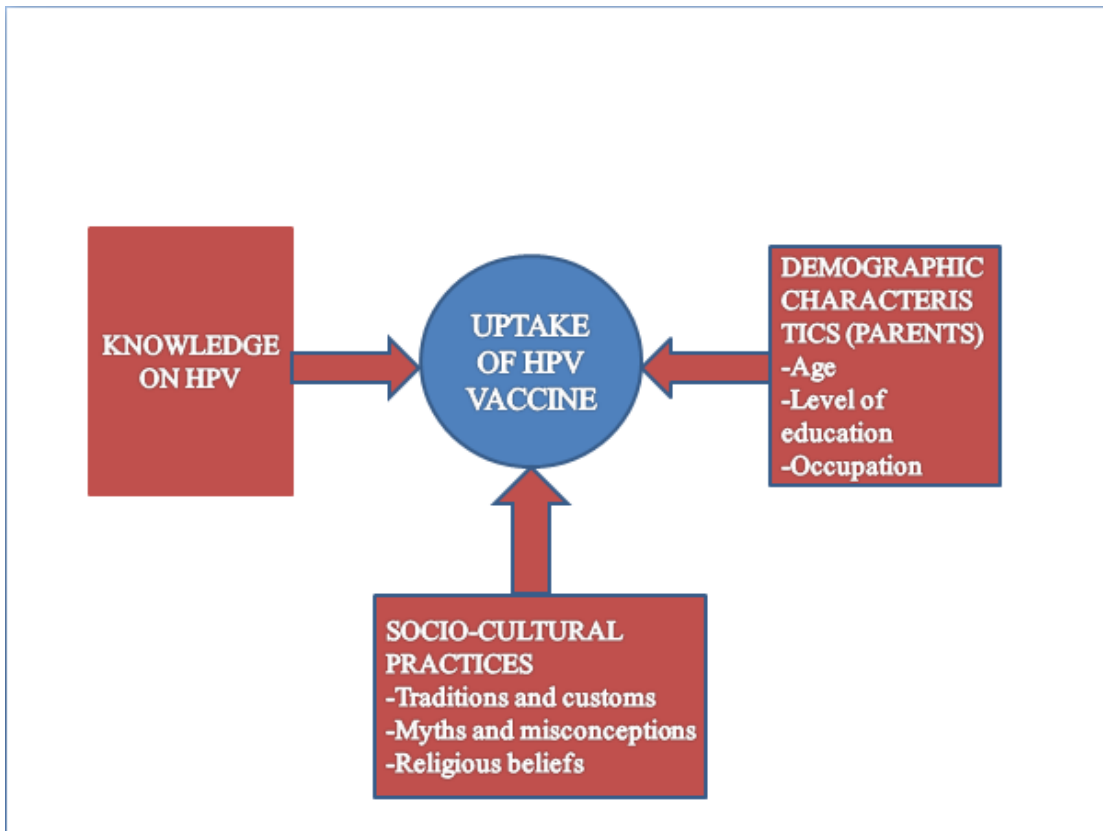 KNOWLEDGE
ON HPV
UPTAKE
OF HPV
VACCINE
DEMOGRAPHIC
CHARACTERIS
TICS (PARENTS)
-Age
-Level of
education
-Occupation
SOCIO-CULTURAL
PRACTICES
-Traditions and customs
-Myths and misconceptions
-Religious beliefs